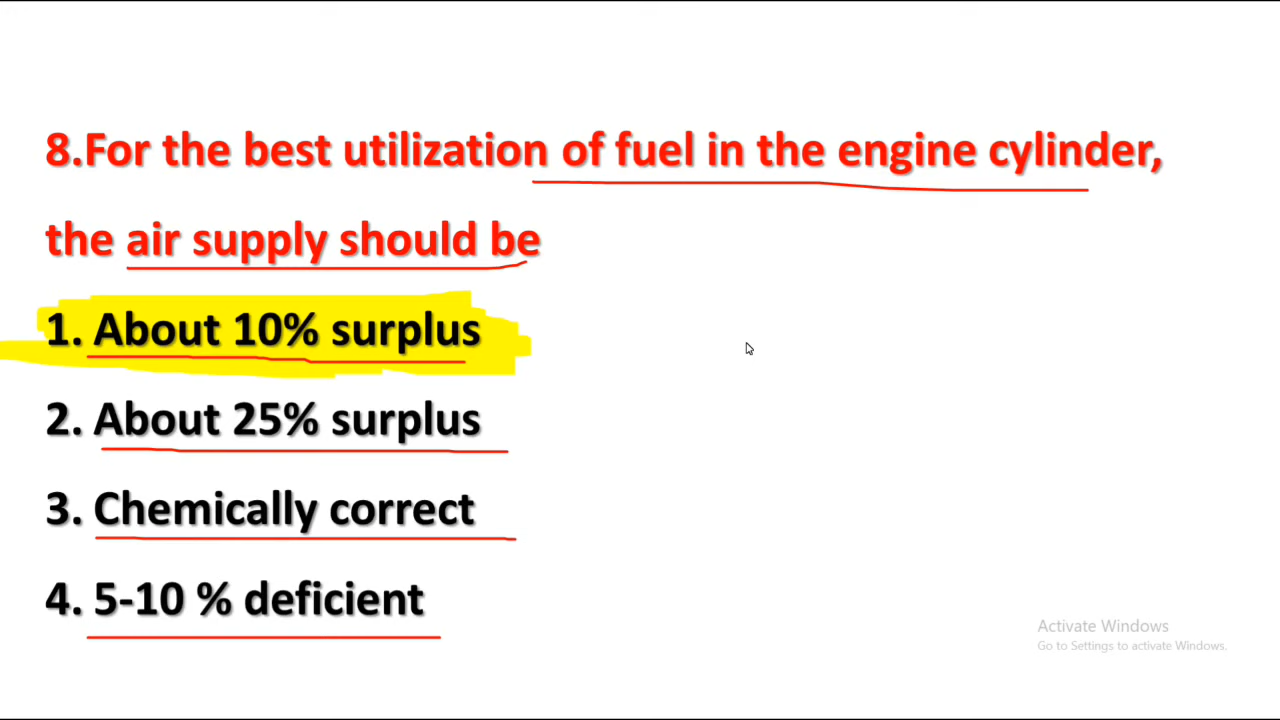 8.For the best utilization of fuel in the engine cylinder,
the air supply should be
1. About 10% surplus
2. About 25% surplus
3. Chemically correct
4. 5-10 % deficient
Activate Windows
Go to Settings to activate Windows.